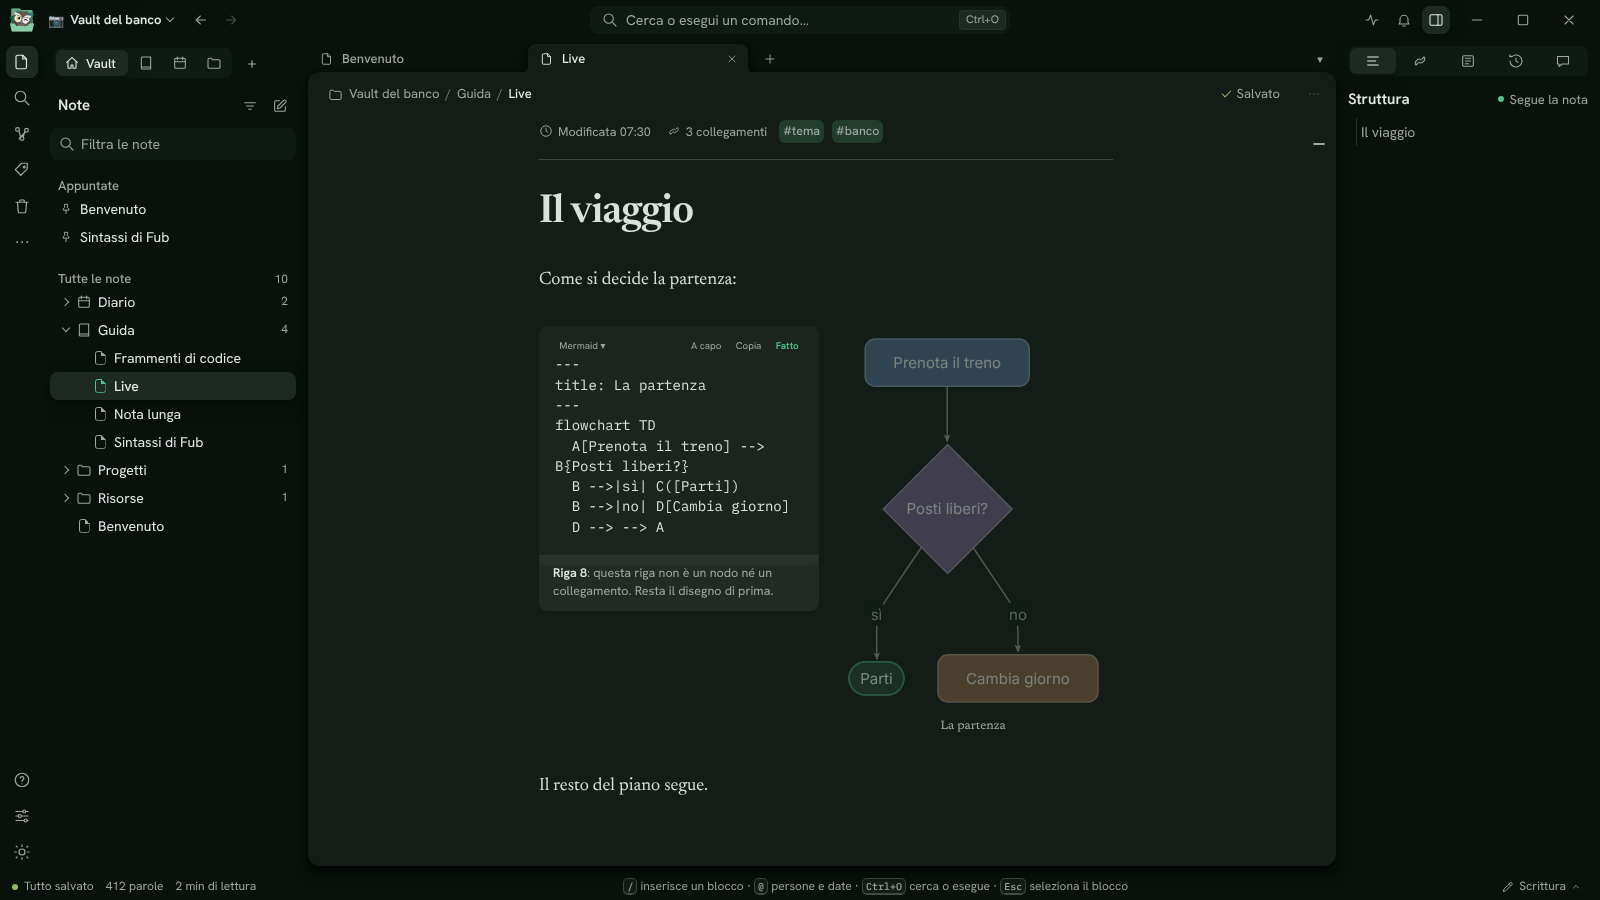 Vault del banco
Cerca o esegui un comando...
Ctrl+O
Vault
Benvenuto
Live
Note
Filtra le note
Appuntate
Benvenuto
Sintassi di Fub
Tutte le note 10
Diario 2
Guida 4
Frammenti di codice
Live
Nota lunga
Sintassi di Fub
Progetti 1
Risorse 1
Benvenuto
Vault del banco / Guida / Live
Salvato
Modificata 07:30 3 collegamenti #tema #banco
Il viaggio
Come si decide la partenza:
Mermaid ▾ A capo Copia Fatto
---
title: La partenza
---
flowchart TD
  A[Prenota il treno] -->
B{Posti liberi?}
  B -->|sì| C([Parti])
  B -->|no| D[Cambia giorno]
  D --> --> A
Riga 8: questa riga non è un nodo né un
collegamento. Resta il disegno di prima.
Prenota il treno
Posti liberi?
sì
no
Parti
Cambia giorno
La partenza
Il resto del piano segue.
Struttura
Segue la nota
Il viaggio
Tutto salvato 412 parole 2 min di lettura
/ inserisce un blocco · @ persone e date · Ctrl+O cerca o esegue · Esc seleziona il blocco
Scrittura